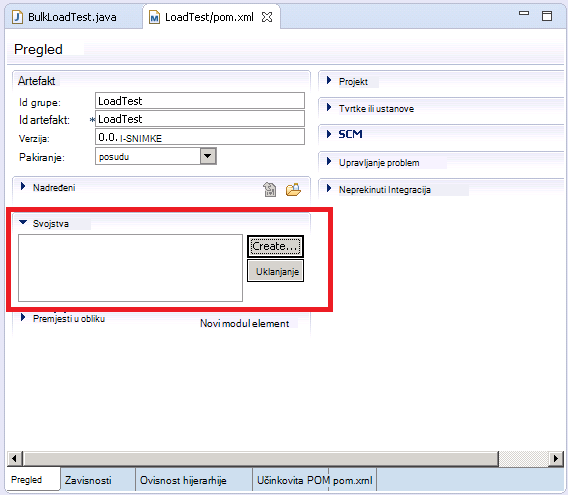 BulkLoadTest.java
LoadTest/pom.xml
Pregled
Artefakt
Id grupe: LoadTest
Id artefakt: * LoadTest
Verzija: 0.0. I-SNIMKE
Pakiranje: posudu
Nadređeni
Svojstva
Create...
Uklanjanje
Premjesti u obliku
Novi modul element
Projekt
Tvrtke ili ustanove
SCM
Upravljanje problem
Neprekinuti Integracija
Pregled Zavisnosti Ovisnost hijerarhije Učinkovita POM pom.xml